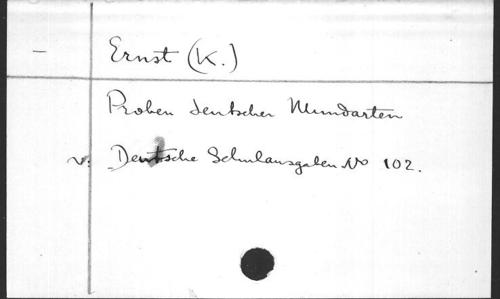 — Ernst (K.)
Proben deutscher Mundarten
v: Deutsche Schulausgaben No 102.